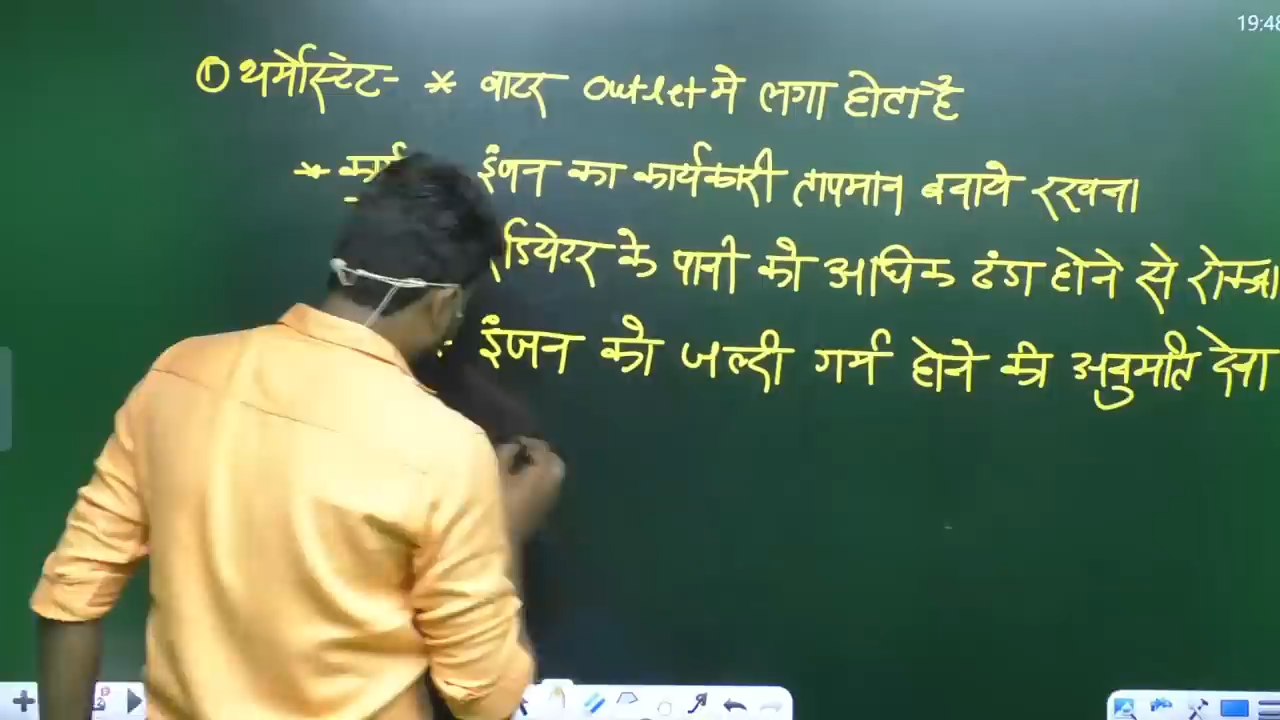 19:48
① थर्मोस्टेट - * वाटर outlet मे लगा होता है
* इंजन का कार्यकारी तापमान बनाये रखना
डियेटर के पानी को अधिक ठंडा होने से रोकना
इंजन को जल्दी गर्म होने की अनुमति देना